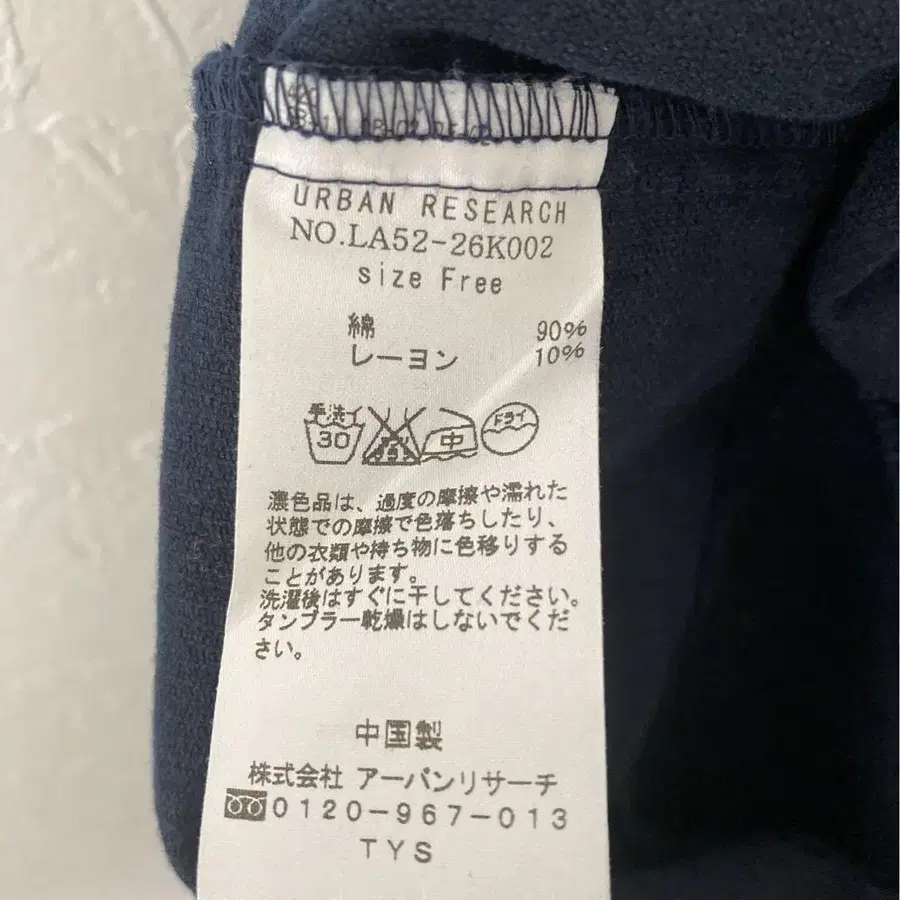 URBAN RESEARCH
NO.LA52-26K002
size Free
綿 90%
レーヨン 10%
手洗イ 30 中 ドライ
濃色品は、過度の摩擦や濡れた
状態での摩擦で色落ちしたり、
他の衣類や持ち物に色移りする
ことがあります。
洗濯後はすぐに干してください。
タンブラー乾燥はしないでくだ
さい。
中国製
株式会社 アーバンリサーチ
0120-967-013
TYS